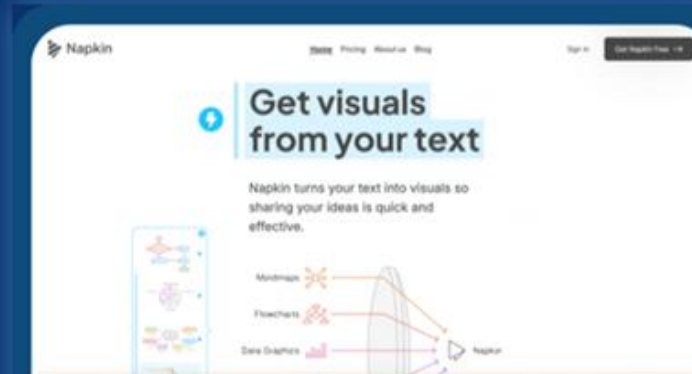 Napkin
Home Pricing About us Blog
Sign in
Get Napkin Free
Get visuals
from your text
Napkin turns your text into visuals so
sharing your ideas is quick and
effective.
Mindmaps
Flowcharts
Data Graphics
Napkin